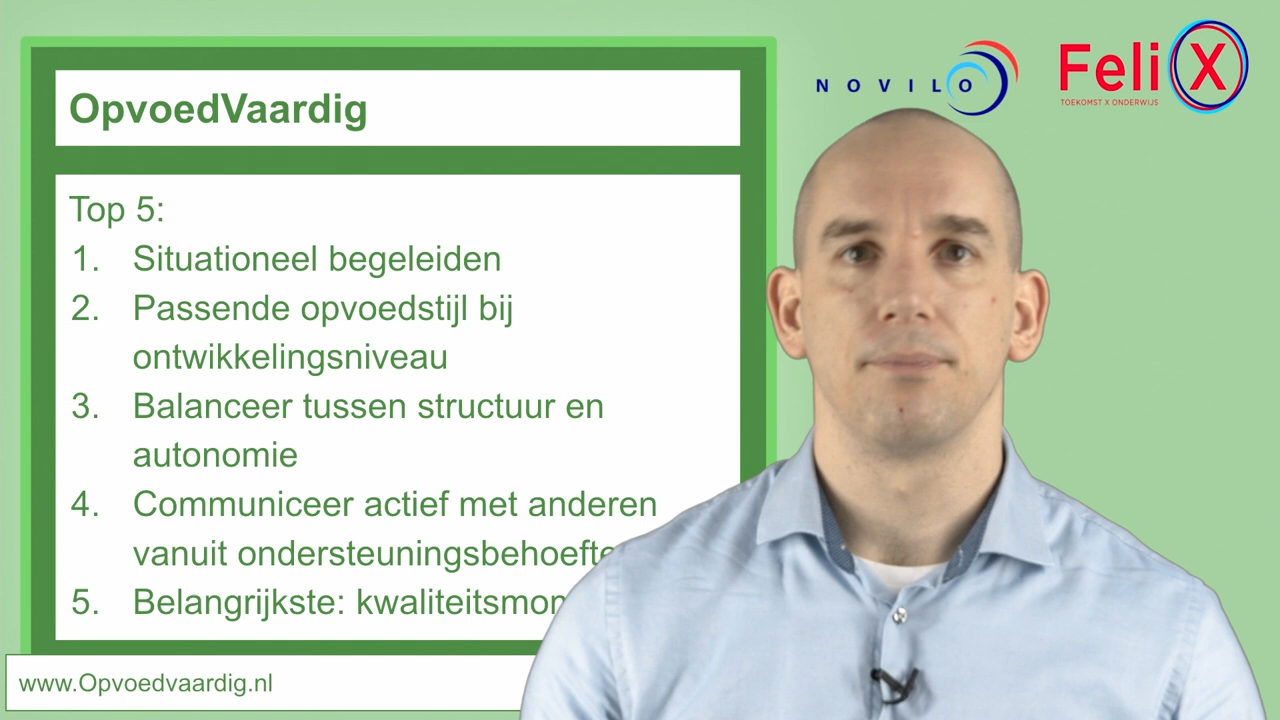 OpvoedVaardig
NOVILO
FeliX
TOEKOMST X ONDERWIJS
Top 5:
1. Situationeel begeleiden
2. Passende opvoedstijl bij
ontwikkelingsniveau
3. Balanceer tussen structuur en
autonomie
4. Communiceer actief met anderen
vanuit
5. Belangrijkste:
www.Opvoedvaardig.nl